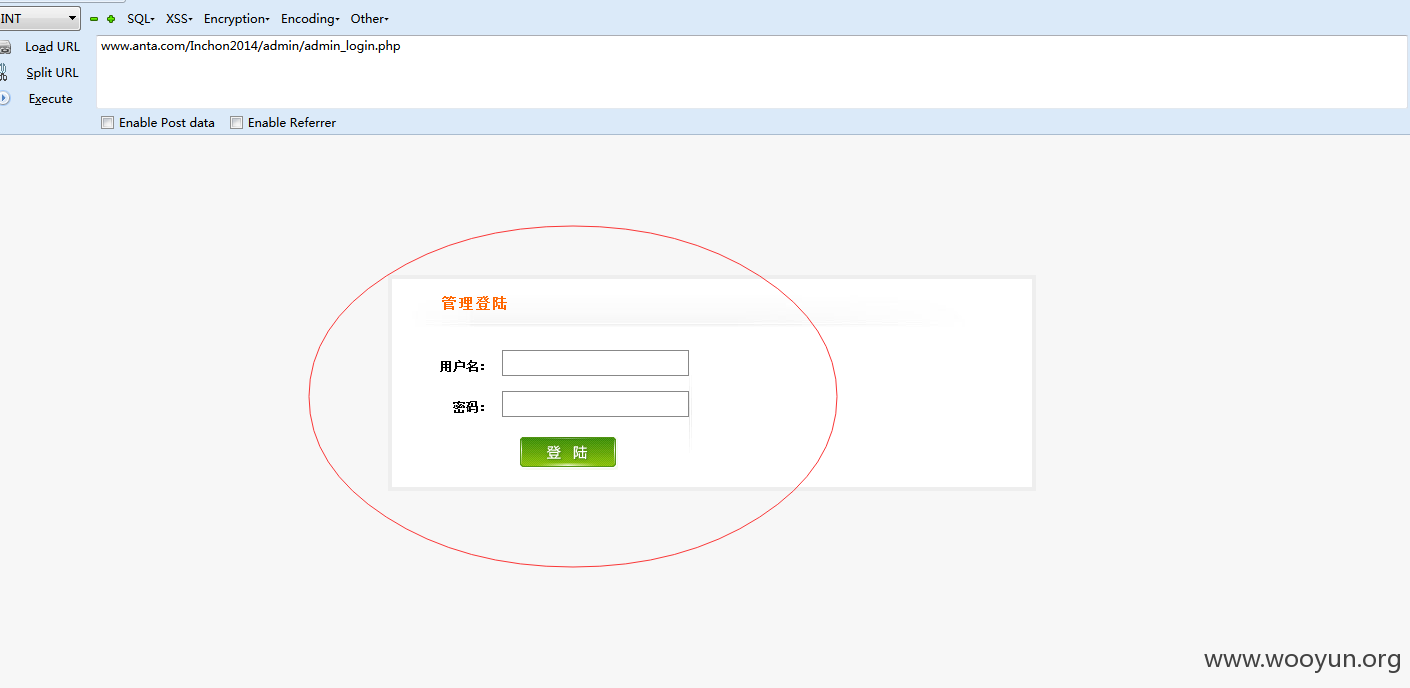 INT SQL XSS Encryption Encoding Other
Load URL www.anta.com/Inchon2014/admin/admin_login.php
Split URL
Execute
Enable Post data Enable Referrer
管理登陆
用户名:
密码:
登 陆
www.wooyun.org